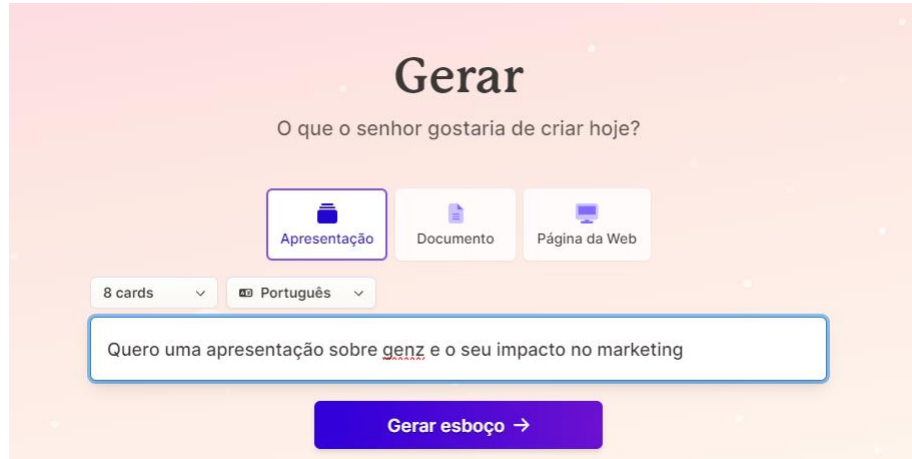 Gerar
O que o senhor gostaria de criar hoje?
Apresentação
Documento
Página da Web
8 cards
Português
Quero uma apresentação sobre genz e o seu impacto no marketing
Gerar esboço →